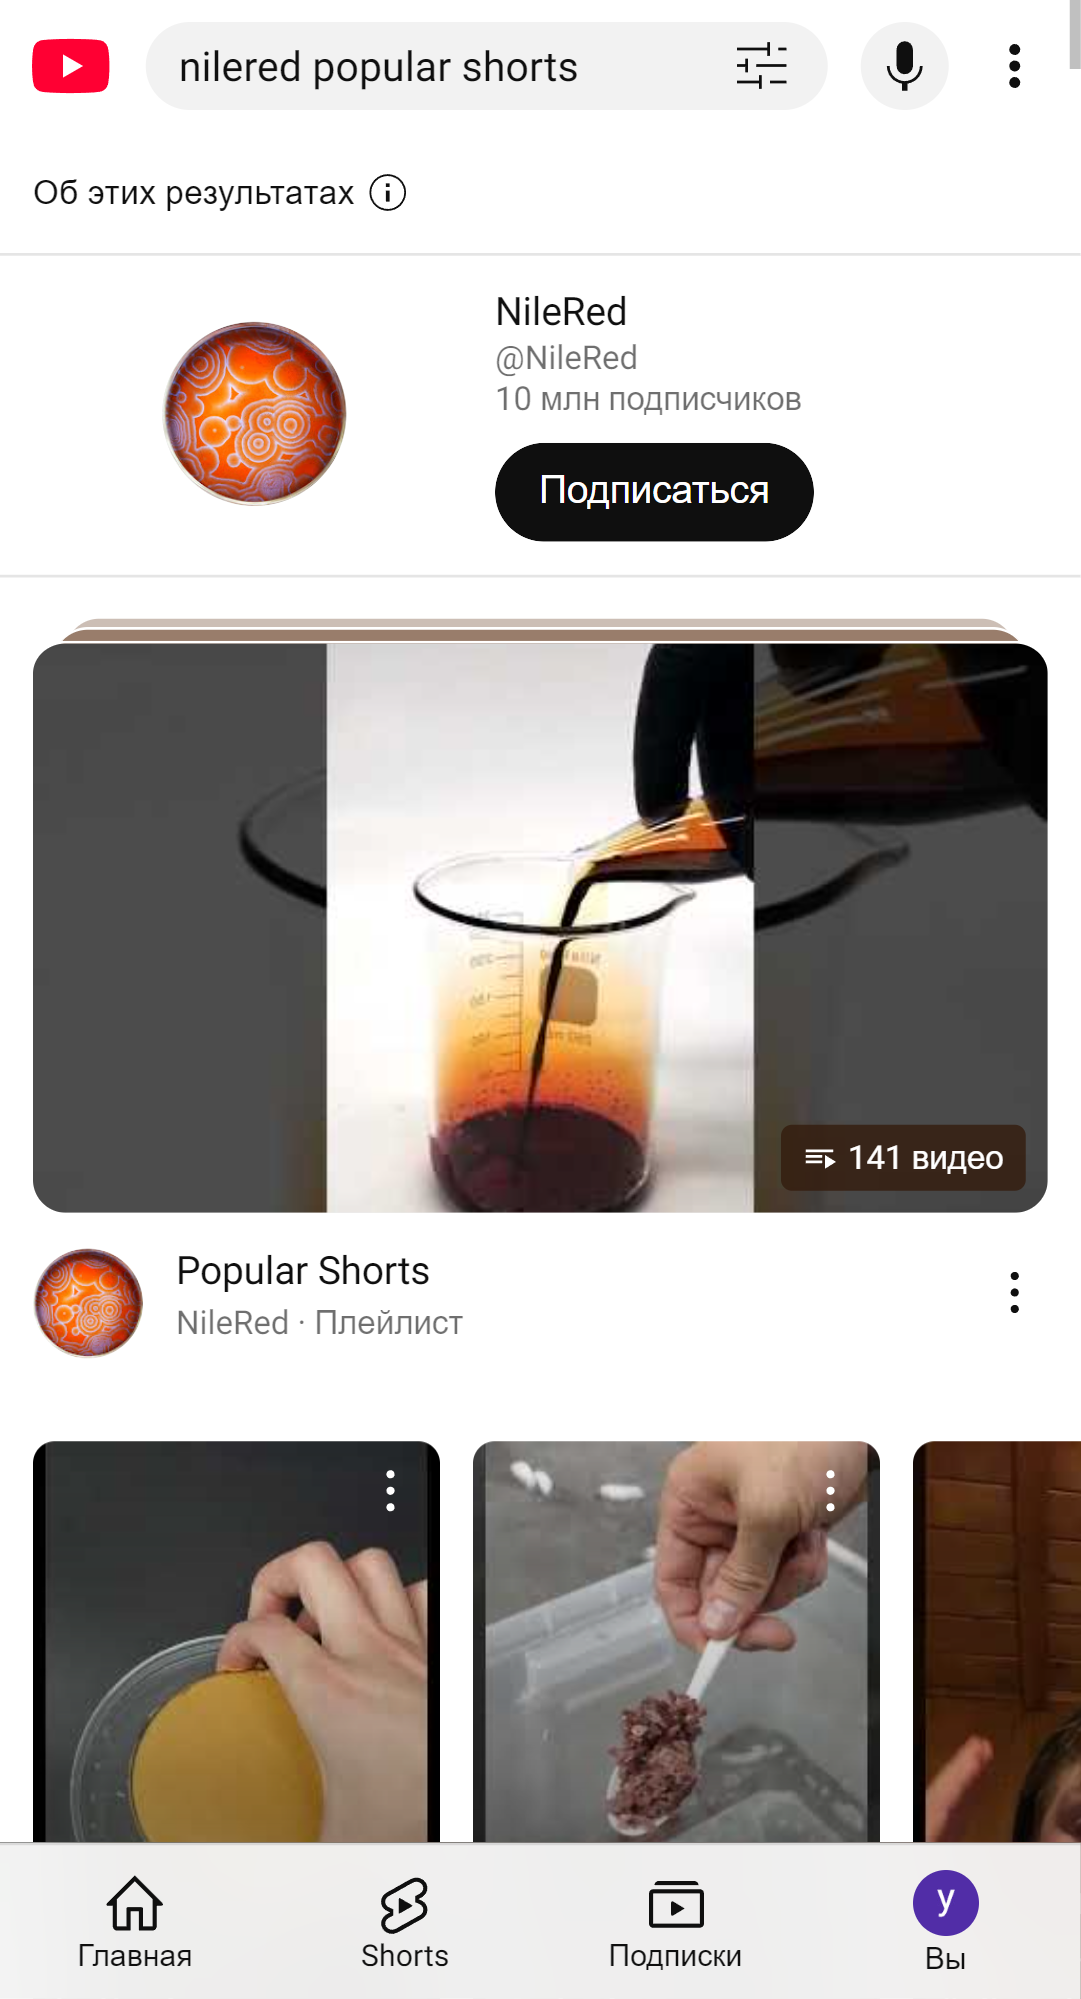 nilered popular shorts
Об этих результатах
NileRed
@NileRed
10 млн подписчиков
Подписаться
141 видео
Popular Shorts
NileRed · Плейлист
Главная
Shorts
Подписки
у
Вы